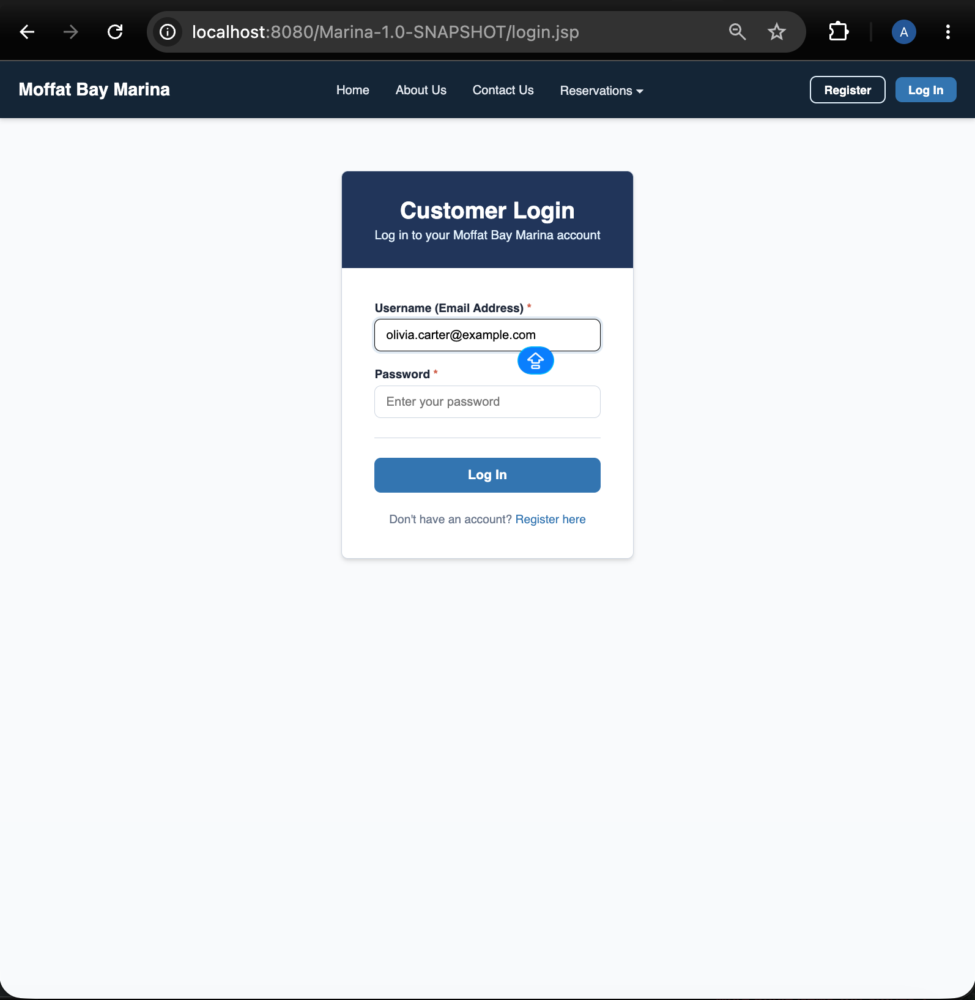 localhost:8080/Marina-1.0-SNAPSHOT/login.jsp
A
Moffat Bay Marina
Home
About Us
Contact Us
Reservations
Register
Log In
Customer Login
Log in to your Moffat Bay Marina account
Username (Email Address) *
olivia.carter@example.com
Password *
Enter your password
Log In
Don't have an account? Register here